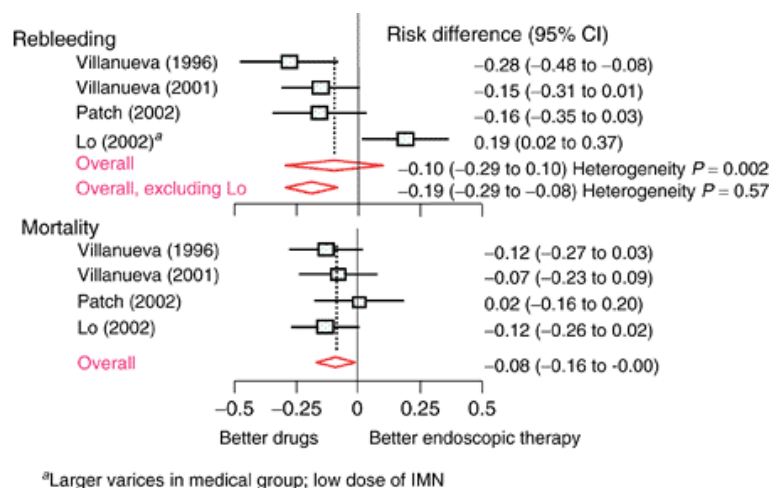 Rebleeding Risk difference (95% CI)
Villanueva (1996) −0.28 (−0.48 to −0.08)
Villanueva (2001) −0.15 (−0.31 to 0.01)
Patch (2002) −0.16 (−0.35 to 0.03)
Lo (2002)ᵃ 0.19 (0.02 to 0.37)
Overall −0.10 (−0.29 to 0.10) Heterogeneity P = 0.002
Overall, excluding Lo −0.19 (−0.29 to −0.08) Heterogeneity P = 0.57
Mortality
Villanueva (1996) −0.12 (−0.27 to 0.03)
Villanueva (2001) −0.07 (−0.23 to 0.09)
Patch (2002) 0.02 (−0.16 to 0.20)
Lo (2002) −0.12 (−0.26 to 0.02)
Overall −0.08 (−0.16 to -0.00)
−0.5 −0.25 0 0.25 0.5
Better drugs Better endoscopic therapy
ᵃLarger varices in medical group; low dose of IMN